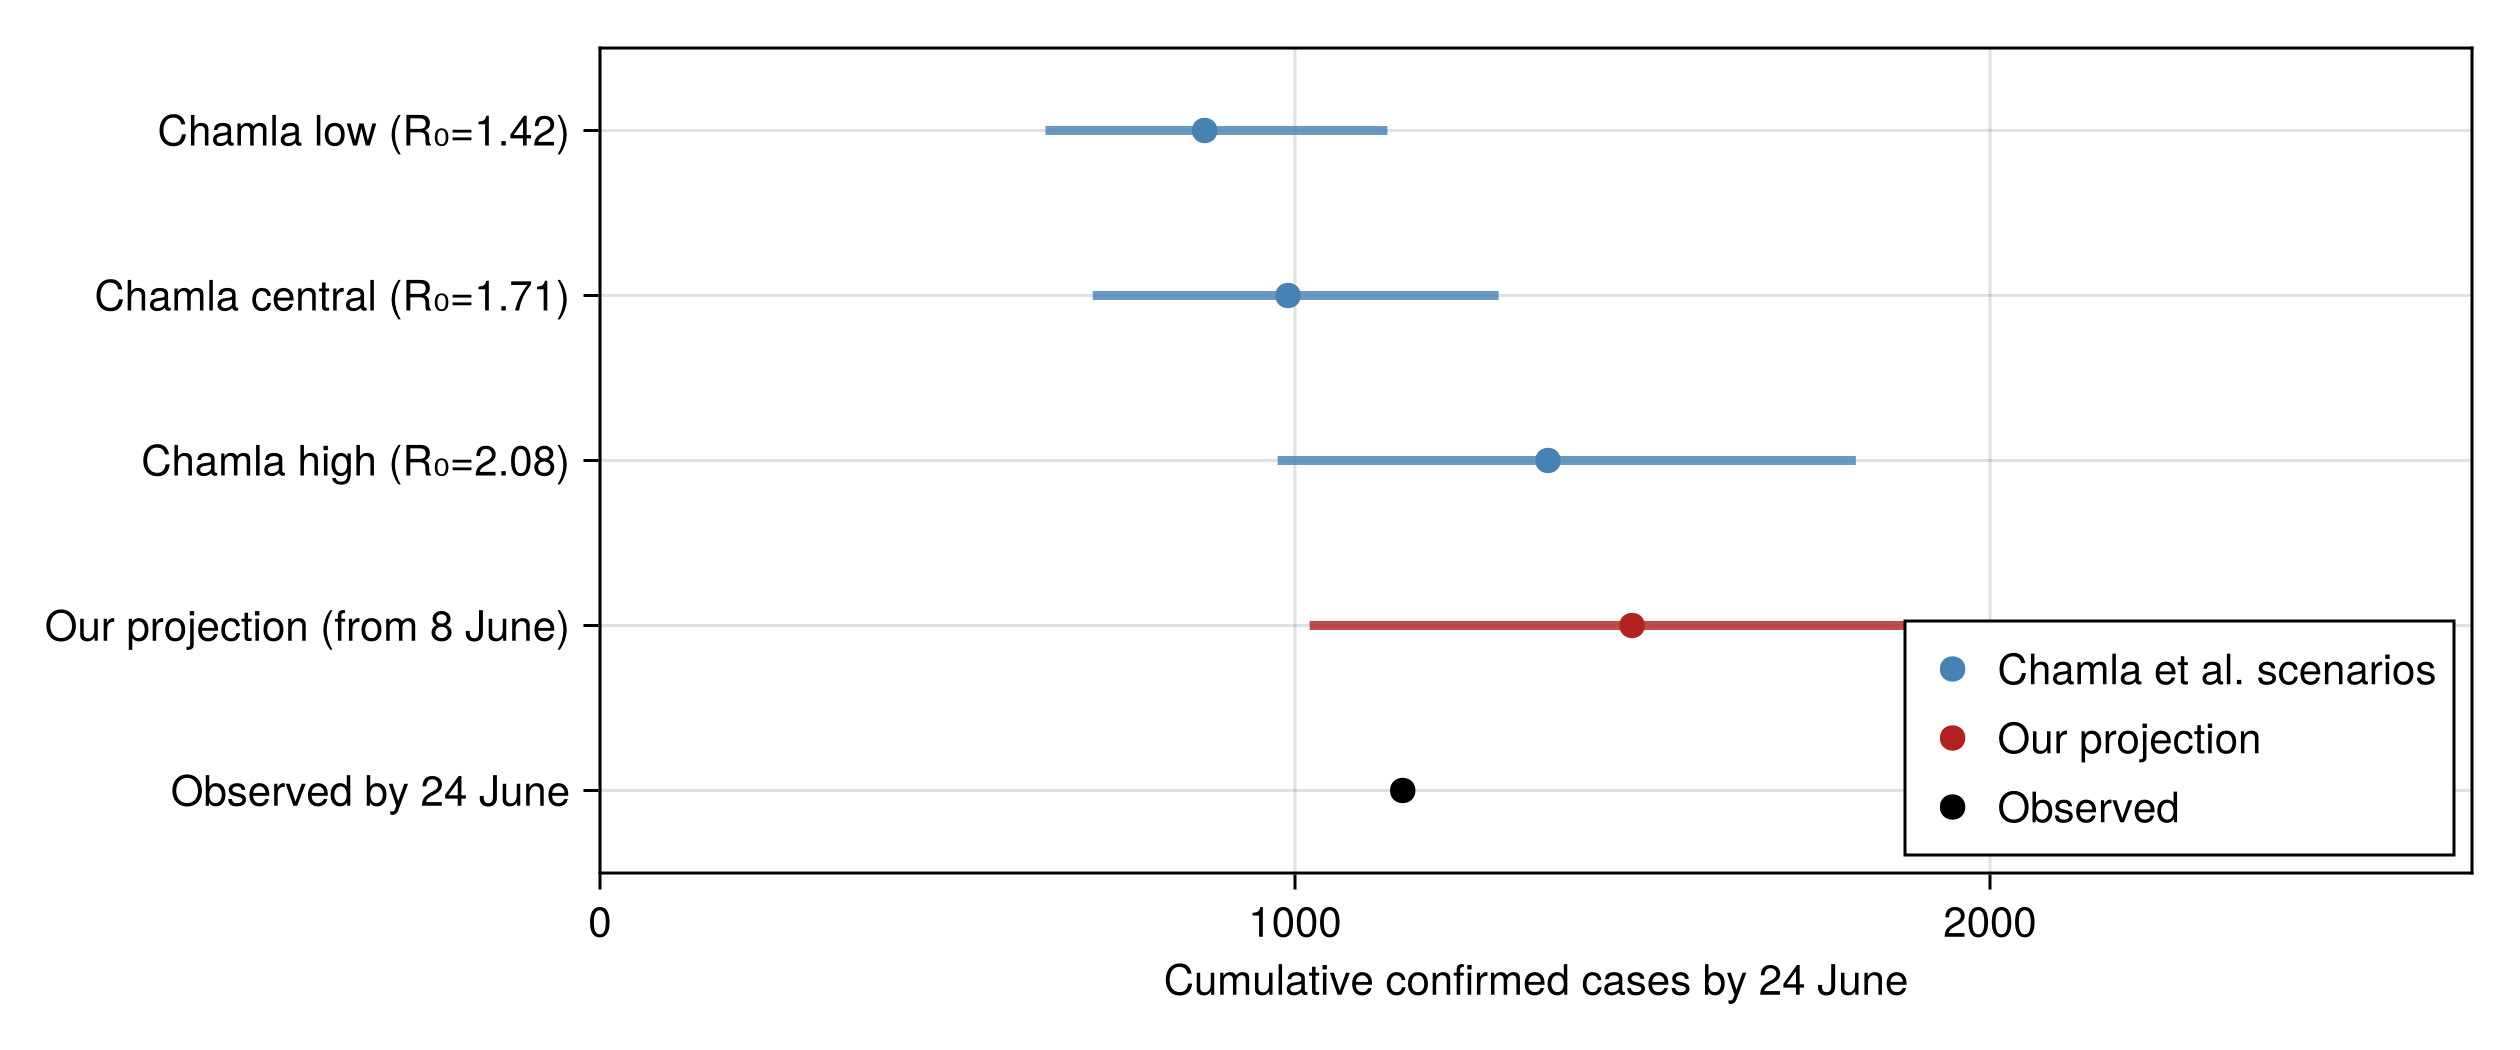 Chamla low (R₀=1.42)
Chamla central (R₀=1.71)
Chamla high (R₀=2.08)
Our projection (from 8 June)
Observed by 24 June
Chamla et al. scenarios
Our projection
Observed
0 1000 2000
Cumulative confirmed cases by 24 June